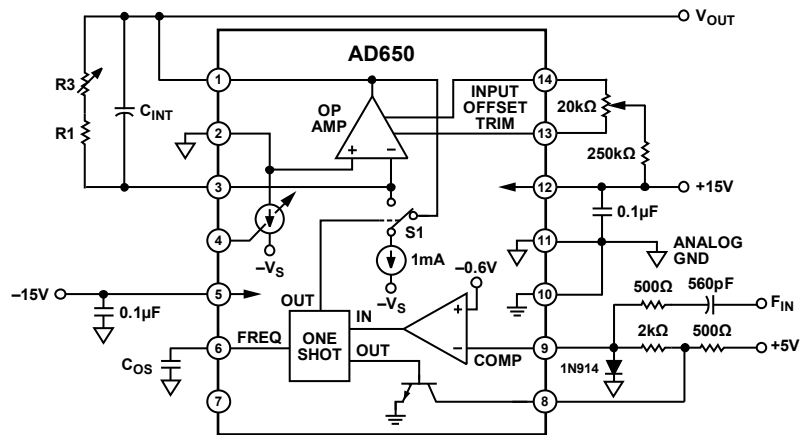 V_OUT
AD650
R3
R1
C_INT
1
14
OP
AMP
INPUT
OFFSET
TRIM
20kΩ
2
13
+
−
250kΩ
3
12
+15V
S1
0.1µF
4
11
ANALOG
GND
−V_S
1mA
−V_S
−0.6V
10
500Ω
560pF
F_IN
−15V
5
0.1µF
OUT
IN
+
6
FREQ
ONE
SHOT
OUT
−
COMP
9
2kΩ
500Ω
+5V
C_OS
1N914
7
8